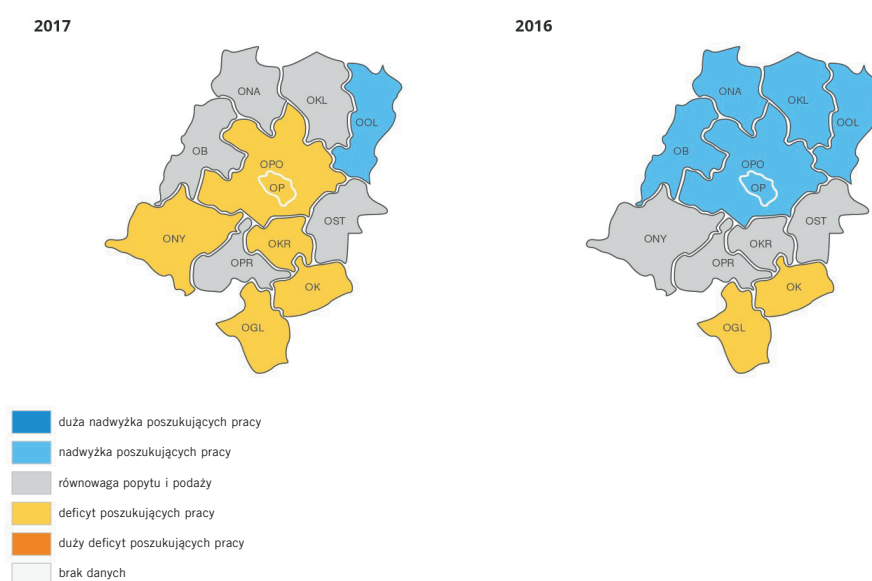 2017
ONA
OKL
OOL
OB
OPO
OP
OST
ONY
OKR
OPR
OK
OGL
2016
ONA
OKL
OOL
OB
OPO
OP
OST
ONY
OKR
OPR
OK
OGL
duża nadwyżka poszukujących pracy
nadwyżka poszukujących pracy
równowaga popytu i podaży
deficyt poszukujących pracy
duży deficyt poszukujących pracy
brak danych